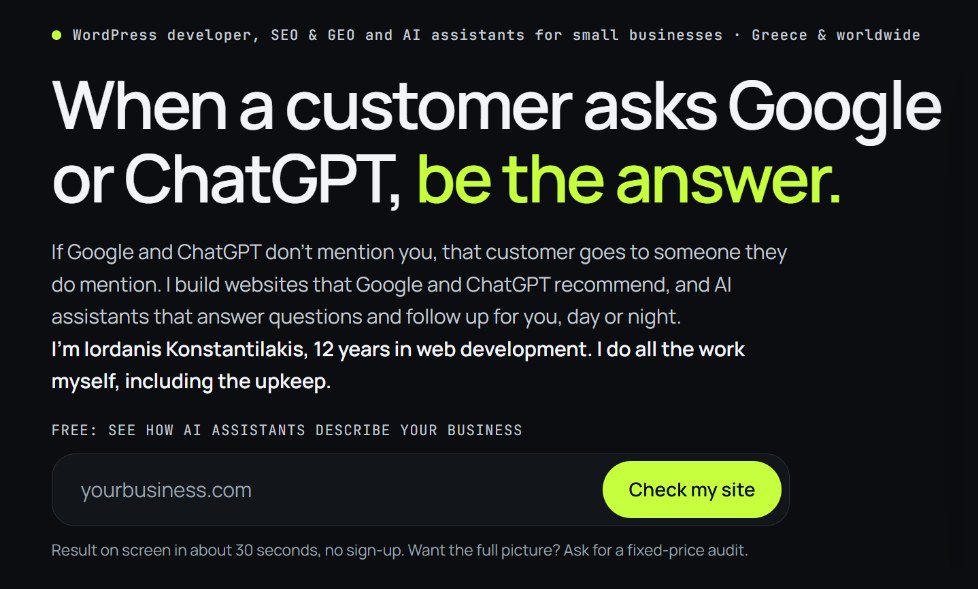 WordPress developer, SEO & GEO and AI assistants for small businesses · Greece & worldwide
When a customer asks Google
or ChatGPT, be the answer.
If Google and ChatGPT don't mention you, that customer goes to someone they
do mention. I build websites that Google and ChatGPT recommend, and AI
assistants that answer questions and follow up for you, day or night.
I'm Iordanis Konstantilakis, 12 years in web development. I do all the work
myself, including the upkeep.
FREE: SEE HOW AI ASSISTANTS DESCRIBE YOUR BUSINESS
yourbusiness.com
Check my site
Result on screen in about 30 seconds, no sign-up. Want the full picture? Ask for a fixed-price audit.